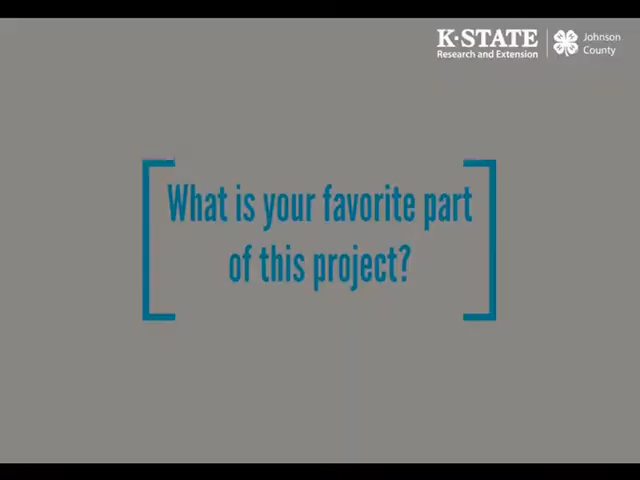 K-STATE
Research and Extension
Johnson
County
What is your favorite part
of this project?